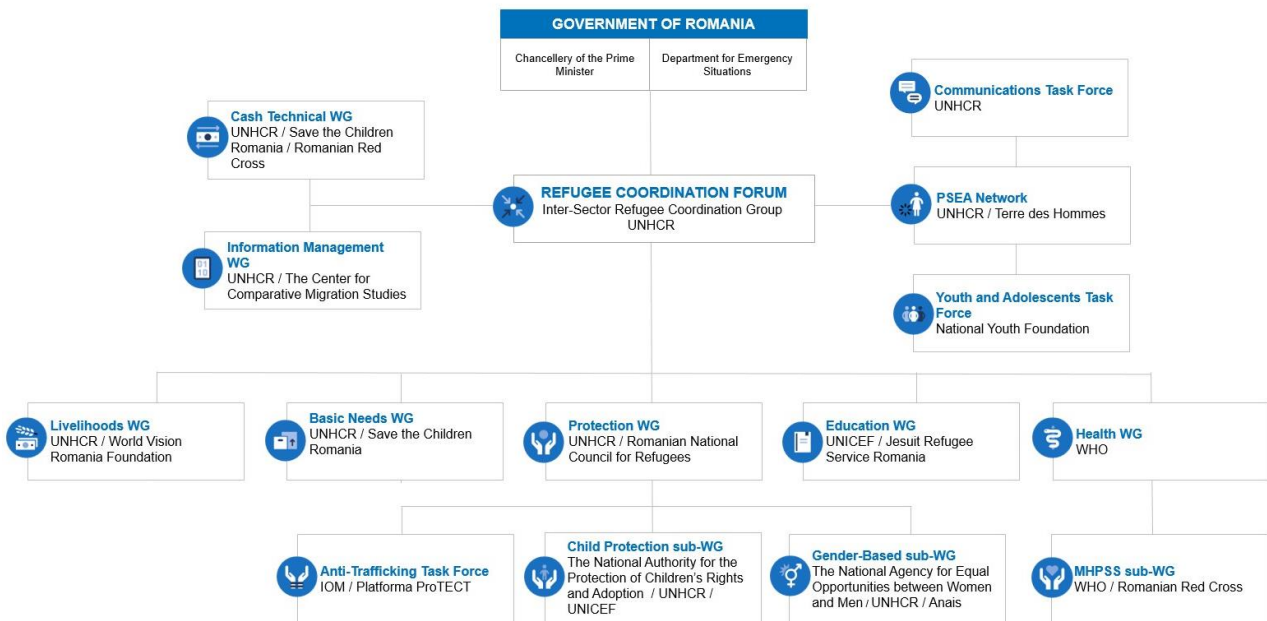 GOVERNMENT OF ROMANIA
Chancellery of the Prime
Minister
Department for Emergency
Situations
Cash Technical WG
UNHCR / Save the Children
Romania / Romanian Red
Cross
Communications Task Force
UNHCR
REFUGEE COORDINATION FORUM
Inter-Sector Refugee Coordination Group
UNHCR
PSEA Network
UNHCR / Terre des Hommes
Information Management
WG
UNHCR / The Center for
Comparative Migration Studies
01
10
Youth and Adolescents Task
Force
National Youth Foundation
Livelihoods WG
UNHCR / World Vision
Romania Foundation
Basic Needs WG
UNHCR / Save the Children
Romania
Protection WG
UNHCR / Romanian National
Council for Refugees
Education WG
UNICEF / Jesuit Refugee
Service Romania
Health WG
WHO
Anti-Trafficking Task Force
IOM / Platforma ProTECT
Child Protection sub-WG
The National Authority for the
Protection of Children's Rights
and Adoption / UNHCR /
UNICEF
Gender-Based sub-WG
The National Agency for Equal
Opportunities between Women
and Men / UNHCR / Anais
MHPSS sub-WG
WHO / Romanian Red Cross